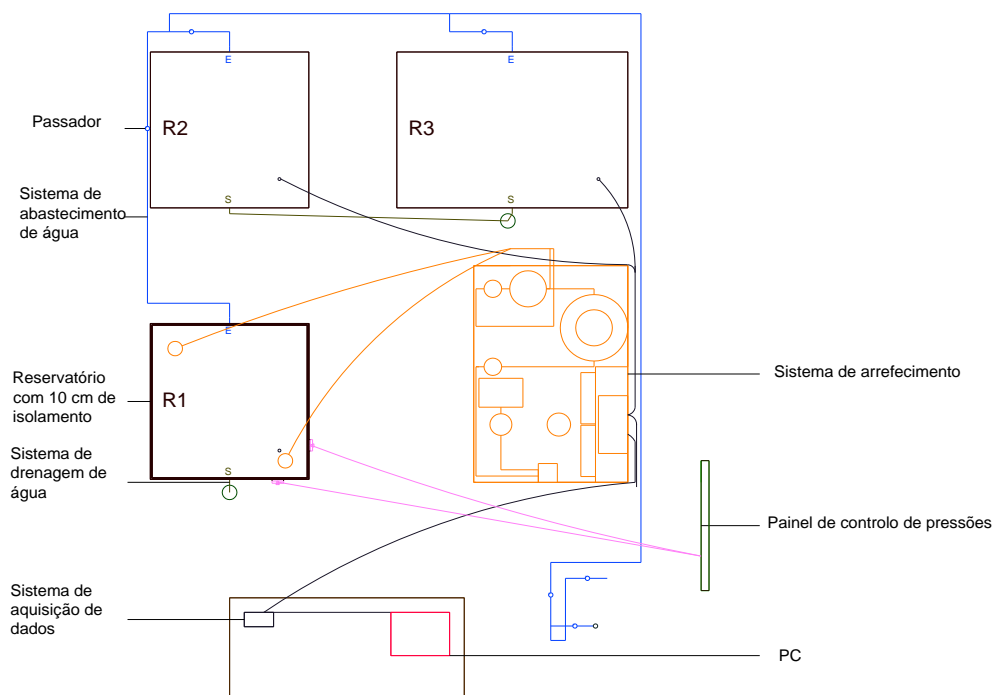 E
E
R2
R3
Passador
S
S
Sistema de
abastecimento
de água
E
Sistema de arrefecimento
Reservatório
com 10 cm de
isolamento
R1
Sistema de
drenagem de
água
S
Painel de controlo de pressões
Sistema de
aquisição de
dados
PC